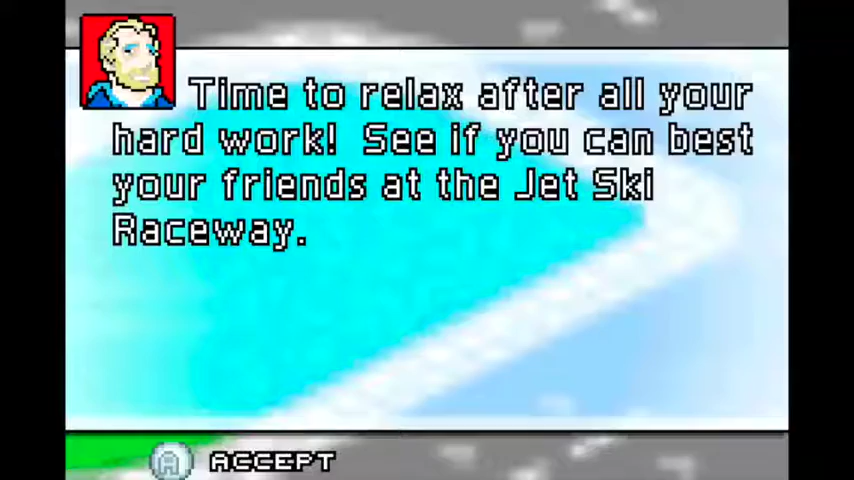 Time to relax after all your
hard work! See if you can best
your friends at the Jet Ski
Raceway.
A ACCEPT